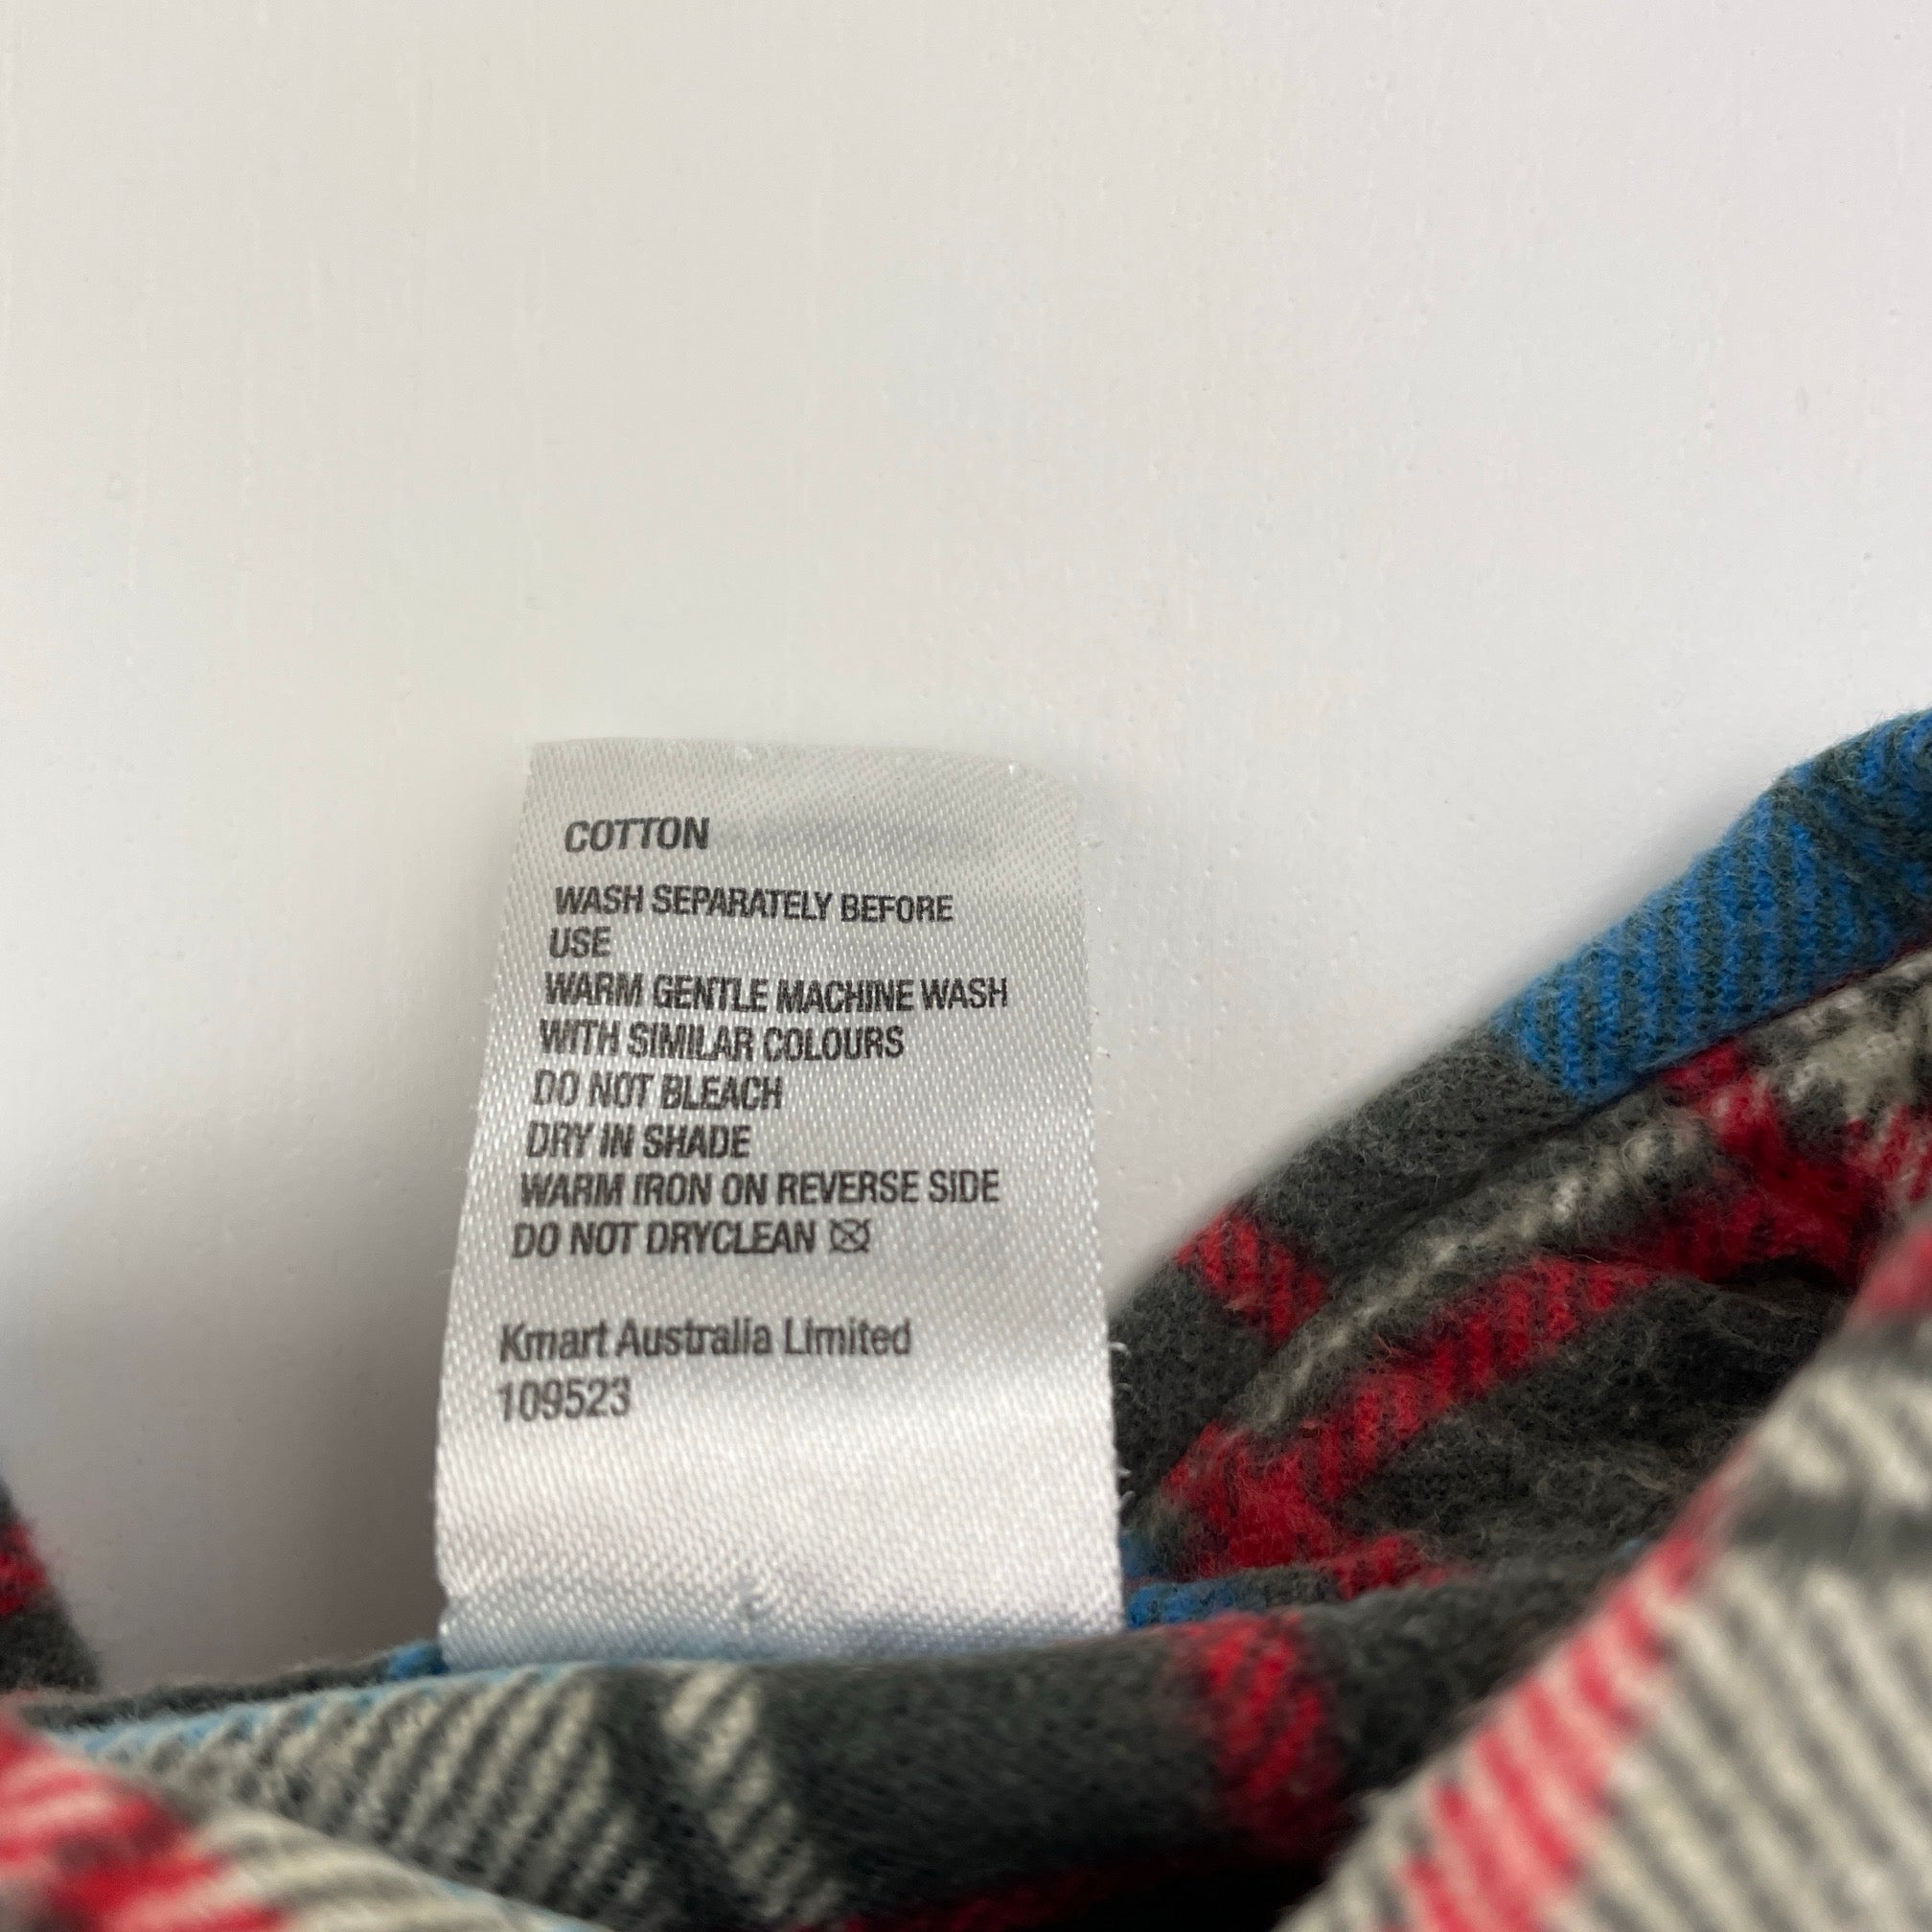 COTTON
WASH SEPARATELY BEFORE
USE
WARM GENTLE MACHINE WASH
WITH SIMILAR COLOURS
DO NOT BLEACH
DRY IN SHADE
WARM IRON ON REVERSE SIDE
DO NOT DRYCLEAN
Kmart Australia Limited
109523